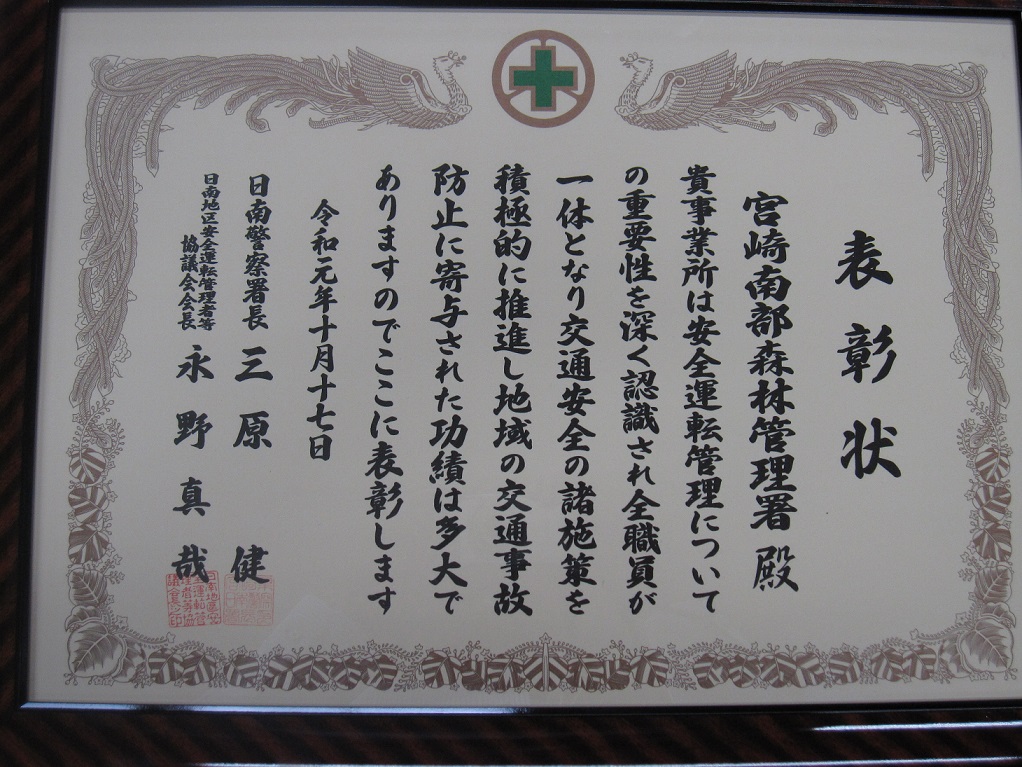 表彰状
宮崎南部森林管理署 殿
貴事業所は安全運転管理について
の重要性を深く認識され全職員が
一体となり交通安全の諸施策を
積極的に推進し地域の交通事故
防止に寄与された功績は多大で
ありますのでここに表彰します
令和元年十月十七日
日南警察署長 三原 健
日南地区安全運転管理者等
協議会会長 永野真哉